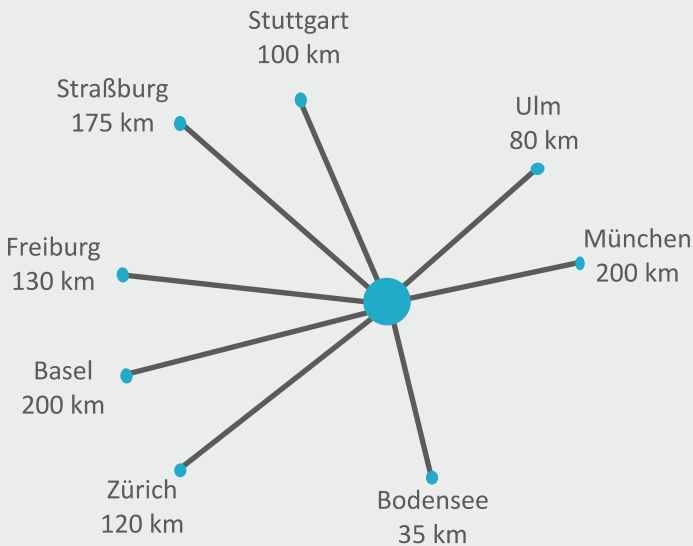 Stuttgart
100 km
Straßburg
175 km
Ulm
80 km
München
200 km
Freiburg
130 km
Basel
200 km
Zürich
120 km
Bodensee
35 km